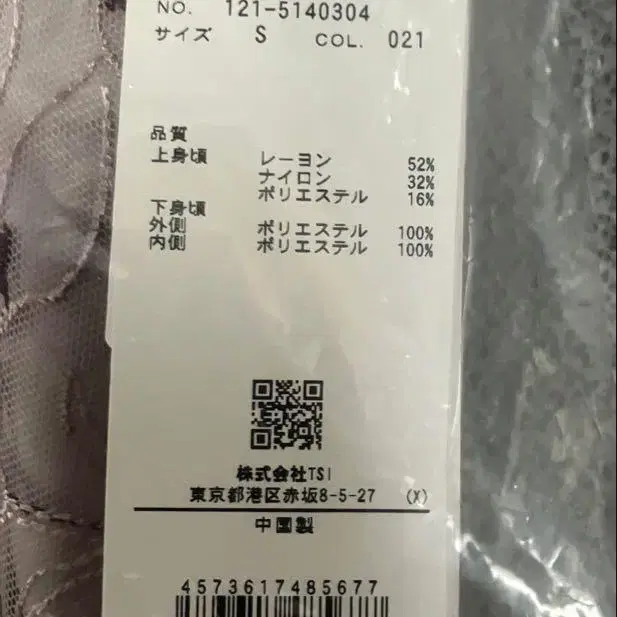 NO. 121-5140304
サイズ S COL. 021
品質
上身頃 レーヨン 52%
ナイロン 32%
ポリエステル 16%
下身頃
外側 ポリエステル 100%
内側 ポリエステル 100%
株式会社TSI
東京都港区赤坂8-5-27 (X)
中国製
4573617485677